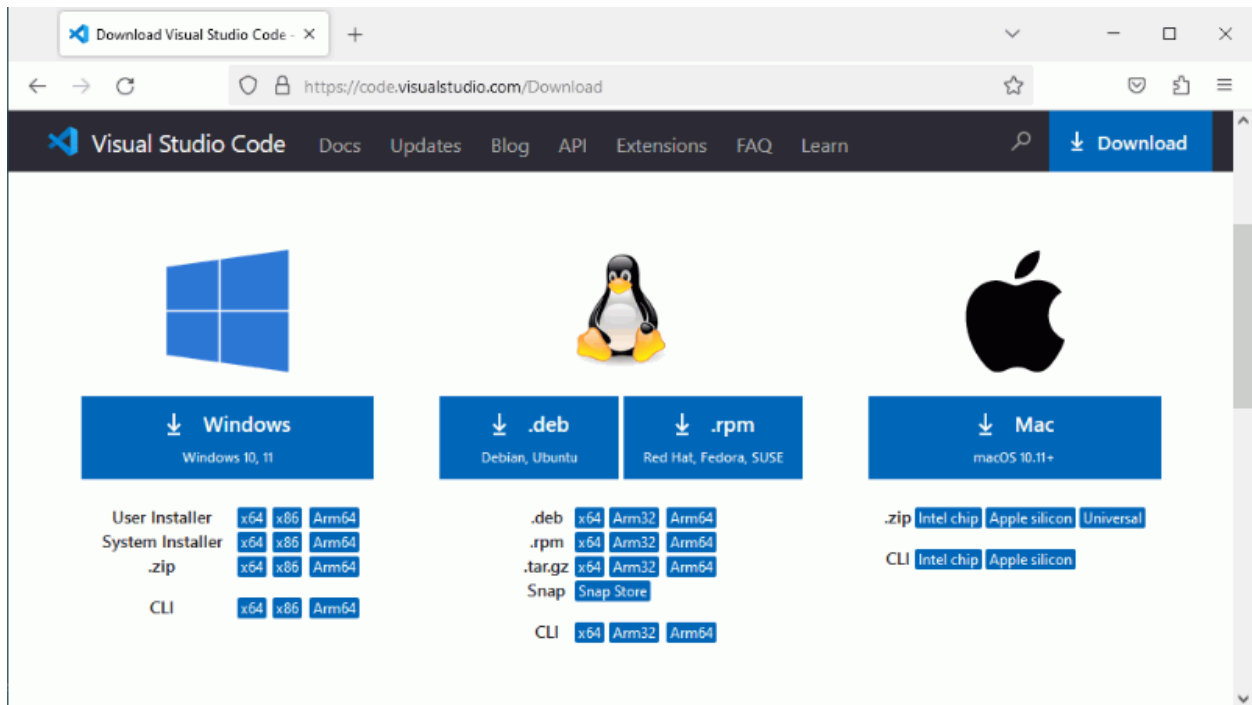 Download Visual Studio Code -
https://code.visualstudio.com/Download
Visual Studio Code Docs Updates Blog API Extensions FAQ Learn Download
Windows
Windows 10, 11
User Installer x64 x86 Arm64
System Installer x64 x86 Arm64
.zip x64 x86 Arm64
CLI x64 x86 Arm64
.deb
Debian, Ubuntu
.rpm
Red Hat, Fedora, SUSE
.deb x64 Arm32 Arm64
.rpm x64 Arm32 Arm64
.tar.gz x64 Arm32 Arm64
Snap Snap Store
CLI x64 Arm32 Arm64
Mac
macOS 10.11+
.zip Intel chip Apple silicon Universal
CLI Intel chip Apple silicon